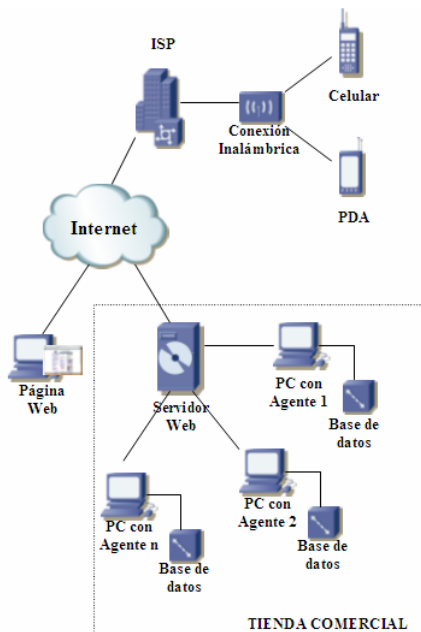 ISP
Celular
Conexión
Inalámbrica
PDA
Internet
Página
Web
Servidor
Web
PC con
Agente 1
Base de
datos
PC con
Agente n
Base de
datos
PC con
Agente 2
Base de
datos
TIENDA COMERCIAL